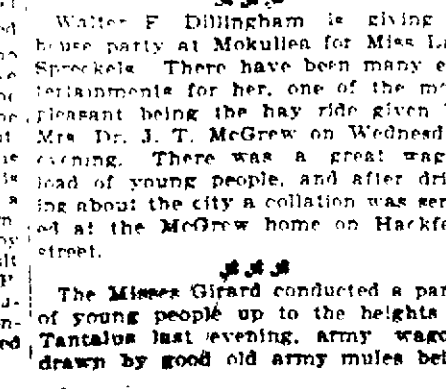 Walter F Dillingham is giving
house party at Mokuleia for Miss
Spreckels. There have been many
tertainments for her, one of the
pleasant being the hay ride given
Mrs. Dr. J. T. McGrew on Wednesd
evening. There was a great wag
load of young people, and after dri
ing about the city a collation was ser
ed at the McGrew home on Hackfe
street.
The Misses Girard conducted a par
of young people up to the heights
Tantalus last evening, army wago
drawn by good old army mules bei